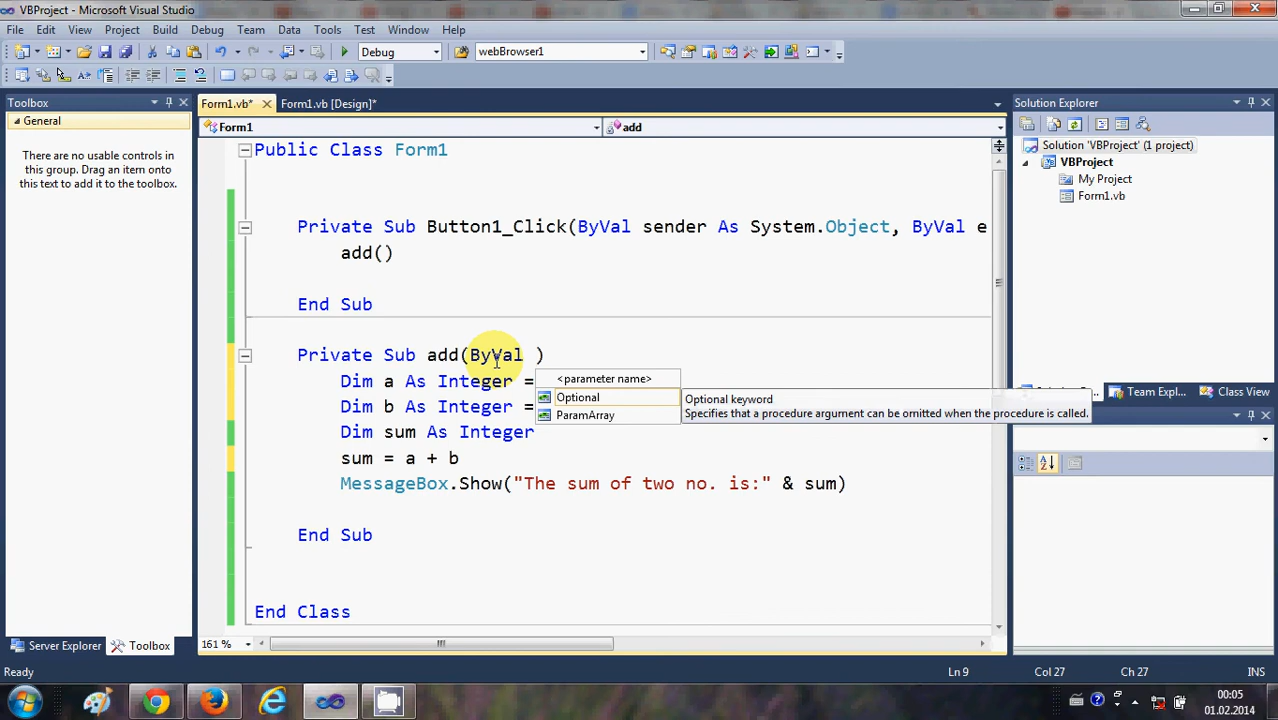 VBProject - Microsoft Visual Studio
File Edit View Project Build Debug Team Data Tools Test Window Help
Debug webBrowser1
Toolbox
General
There are no usable controls in
this group. Drag an item onto
this text to add it to the toolbox.
Form1.vb* Form1.vb [Design]*
Form1 add
Public Class Form1
Private Sub Button1_Click(ByVal sender As System.Object, ByVal e
add()
End Sub
Private Sub add(ByVal )
Dim a As Integer =
Dim b As Integer =
Dim sum As Integer
sum = a + b
MessageBox.Show("The sum of two no. is:" & sum)
End Sub
End Class
<parameter name>
Optional
ParamArray
Optional keyword
Specifies that a procedure argument can be omitted when the procedure is called.
Solution Explorer
Solution 'VBProject' (1 project)
VBProject
My Project
Form1.vb
Team Expl... Class View
Server Explorer Toolbox
161 %
Ready Ln 9 Col 27 Ch 27 INS
00:05
01.02.2014